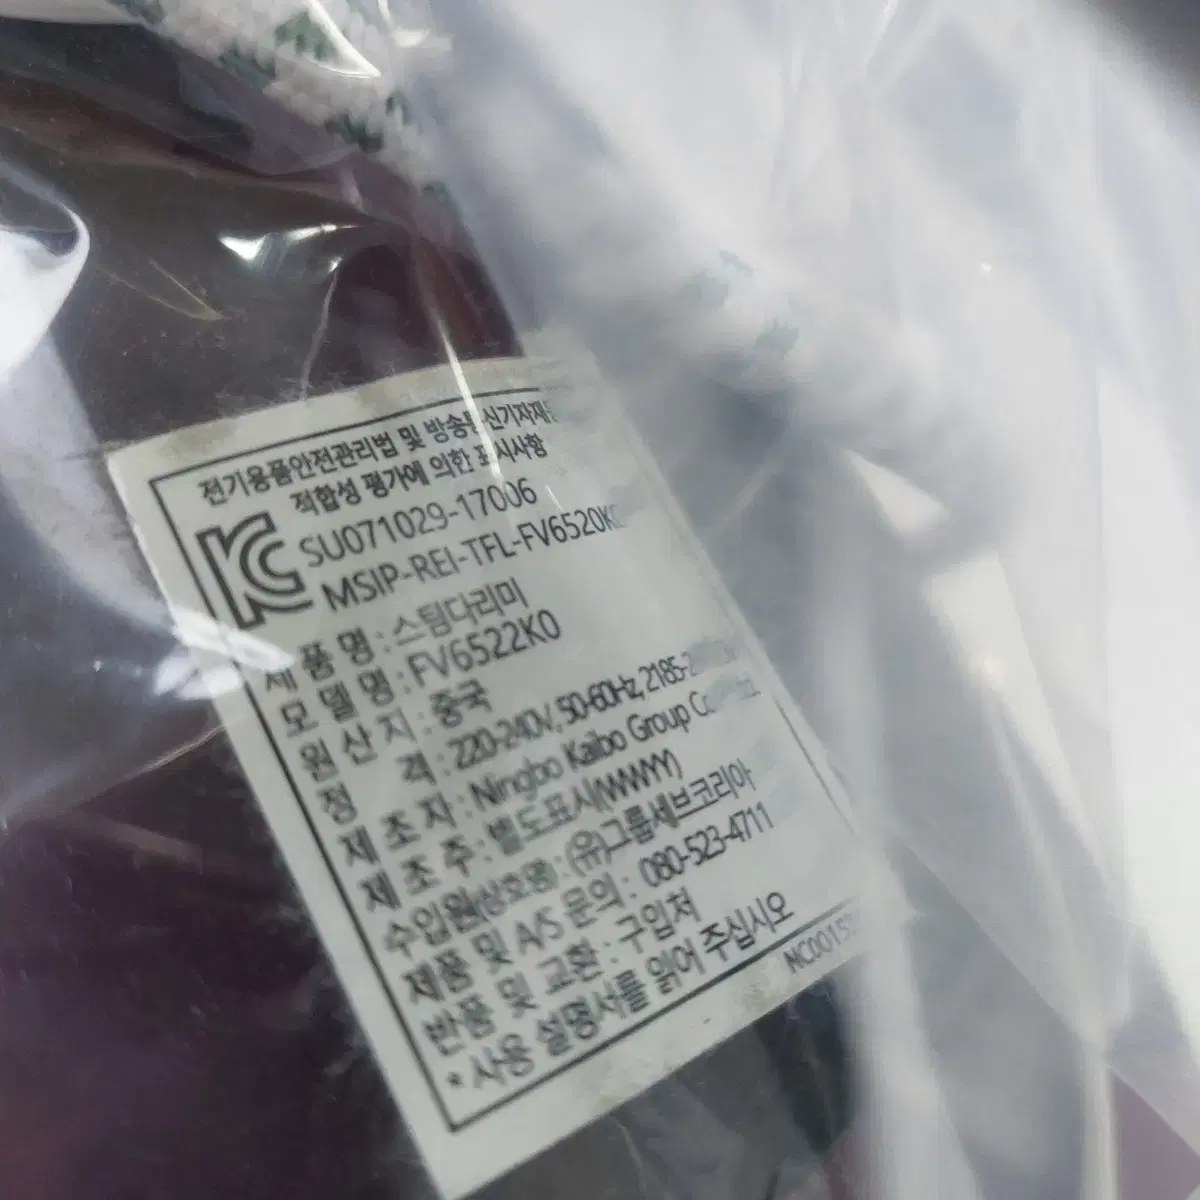 전기용품안전관리법 및 방송통신기자재등
적합성 평가에 의한 표시사항
SU071029-17006
MSIP-REI-TFL-FV6520K0
제 품 명 : 스팀다리미
모 델 명 : FV6522K0
원 산 지 : 중국
정 격 : 220-240V, 50-60Hz, 2185-
제 조 자 : Ningbo Kaibo Group
제 조 주 : 별도표시(WWYY)
수입원(상호명) : (유)그룹세브코리아
제품 및 A/S 문의 : 080-523-4711
반품 및 교환 : 구입처
* 사용 설명서를 읽어 주십시오